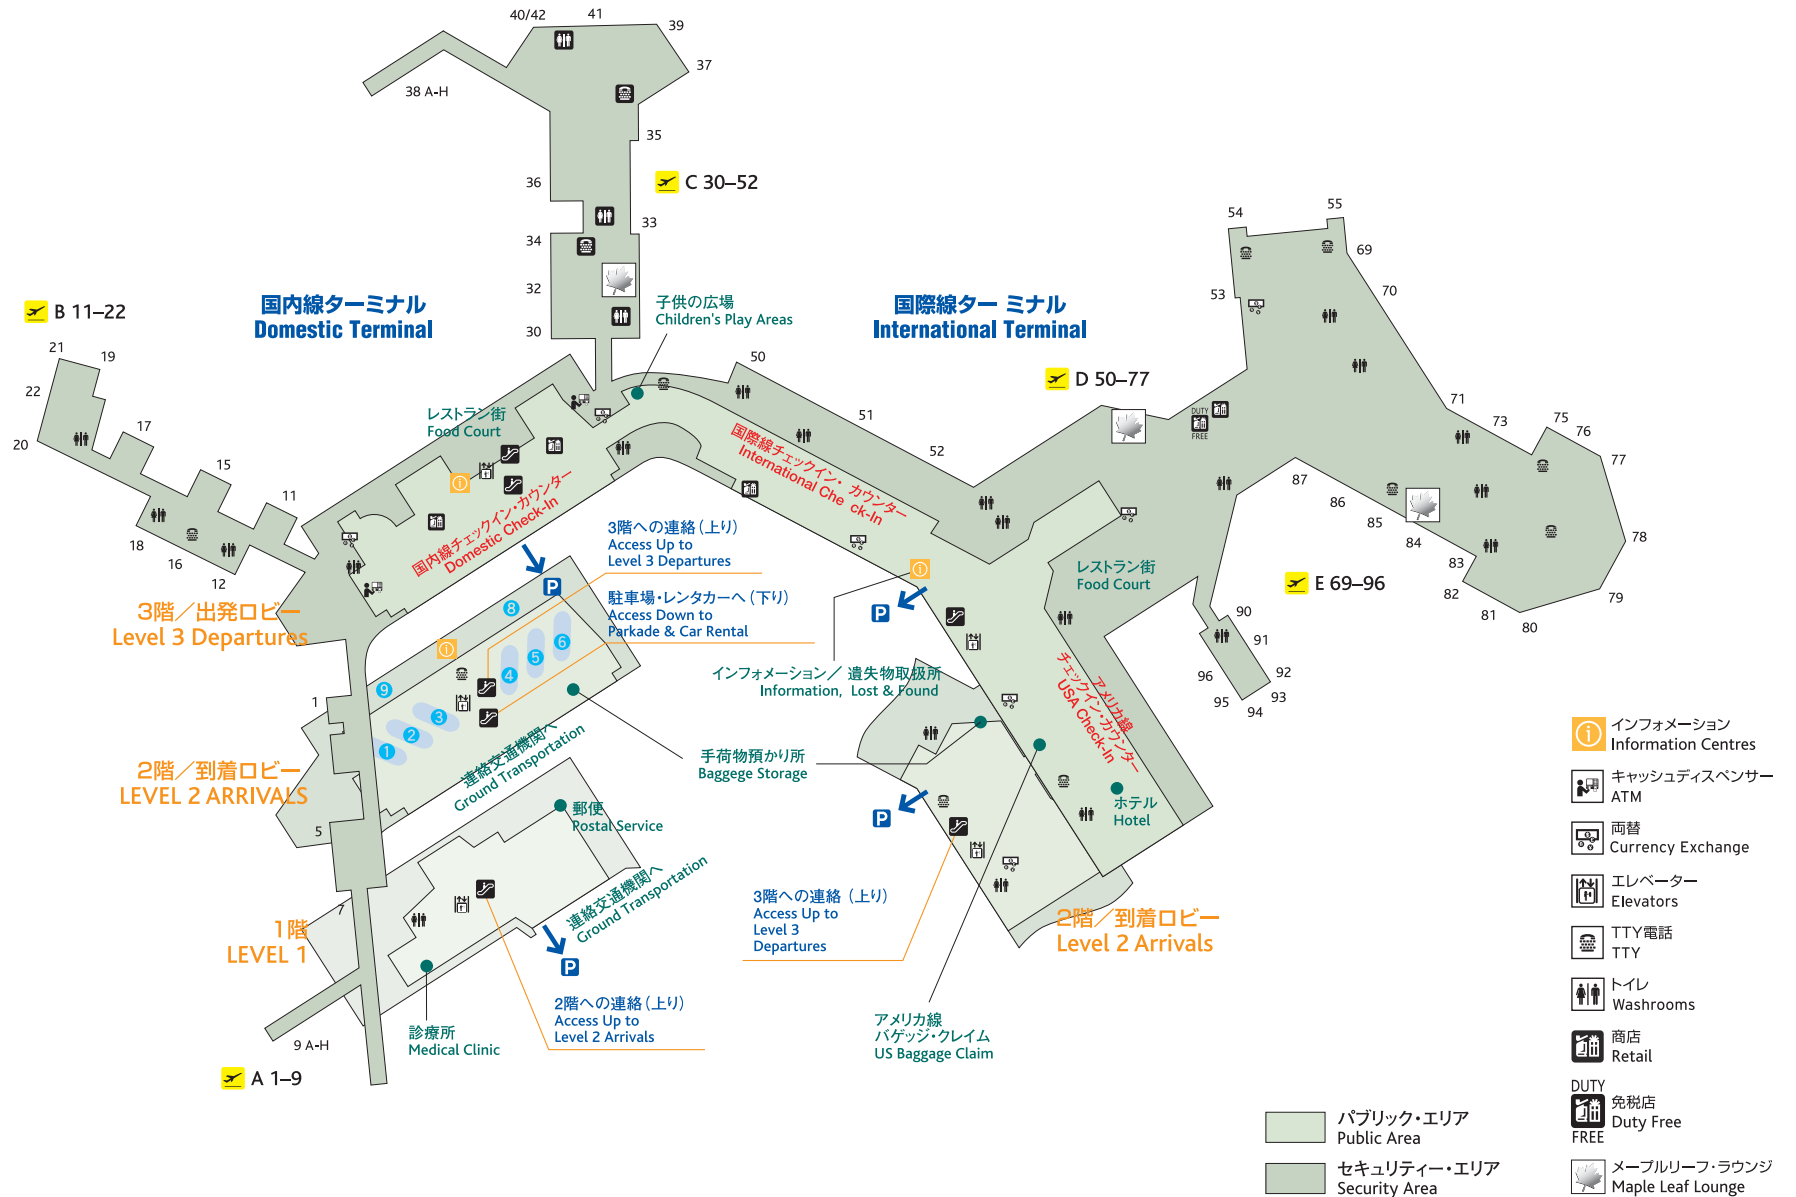 40/42
41
39
37
38 A-H
35
36
C 30–52
33
34
32
30
54
55
69
53
70
国内線ターミナル
Domestic Terminal
国際線ター ミナル
International Terminal
子供の広場
Children's Play Areas
B 11–22
21
19
22
20
17
15
11
18
16
12
レストラン街
Food Court
50
51
52
D 50–77
DUTY
FREE
71
73
75
76
77
78
79
80
81
82
83
84
85
86
87
E 69–96
90
91
92
93
94
95
96
国内線チェックイン・カウンター
Domestic Check-In
国際線チェックイン・ カウンター
International Che ck-In
レストラン街
Food Court
3階への連絡（上り）
Access Up to
Level 3 Departures
駐車場・レンタカーへ（下り）
Access Down to
Parkade & Car Rental
3階／出発ロビー
Level 3 Departures
P
P
8
9
6
5
4
3
2
1
インフォメーション／ 遺失物取扱所
Information, Lost & Found
アメリカ線
チェックイン・カウンター
USA Check-In
1
5
7
2階／到着ロビー
LEVEL 2 ARRIVALS
連絡交通機関へ
Ground Transportation
手荷物預かり所
Baggege Storage
郵便
Postal Service
ホテル
Hotel
P
連絡交通機関へ
Ground Transportation
1階
LEVEL 1
3階への連絡（上り）
Access Up to
Level 3
Departures
2階／到着ロビー
Level 2 Arrivals
P
2階への連絡（上り）
Access Up to
Level 2 Arrivals
診療所
Medical Clinic
アメリカ線
バゲッジ・クレイム
US Baggage Claim
9 A-H
A 1–9
インフォメーション
Information Centres
キャッシュディスペンサー
ATM
両替
Currency Exchange
エレベーター
Elevators
TTY電話
TTY
トイレ
Washrooms
商店
Retail
DUTY
FREE
免税店
Duty Free
メープルリーフ・ラウンジ
Maple Leaf Lounge
パブリック・エリア
Public Area
セキュリティー・エリア
Security Area